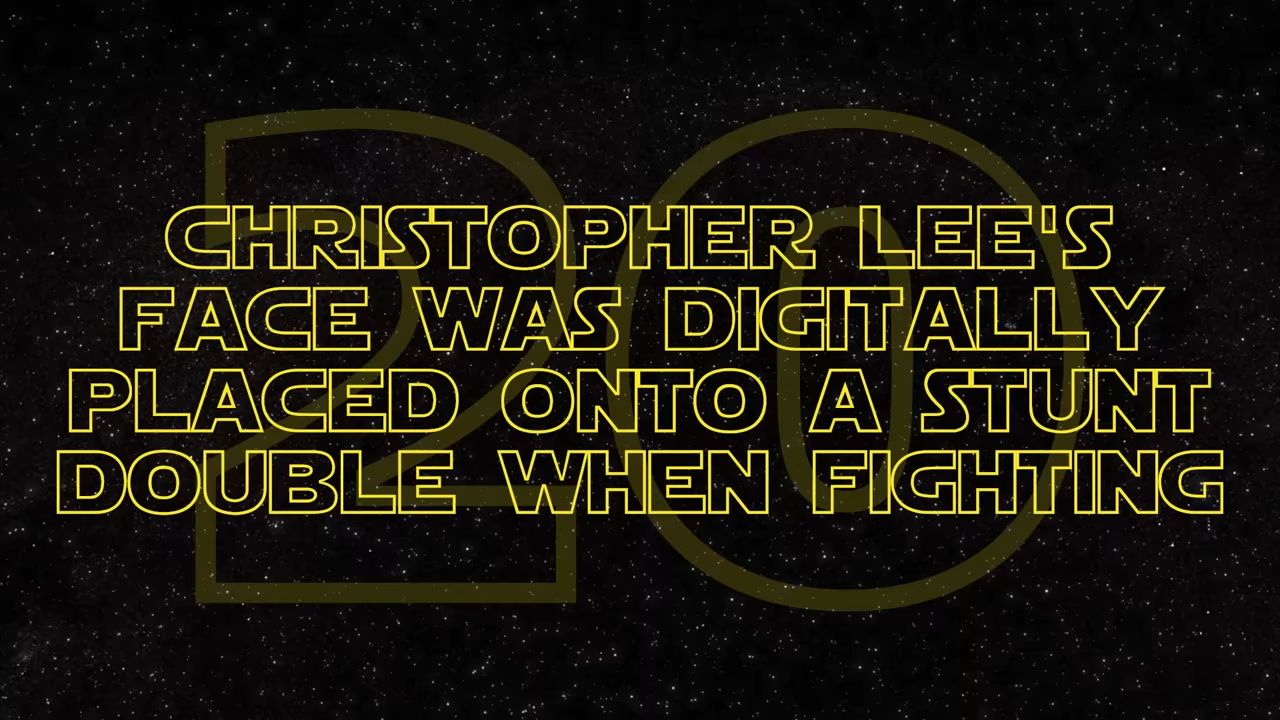 20
CHRISTOPHER LEE'S
FACE WAS DIGITALLY
PLACED ONTO A STUNT
DOUBLE WHEN FIGHTING